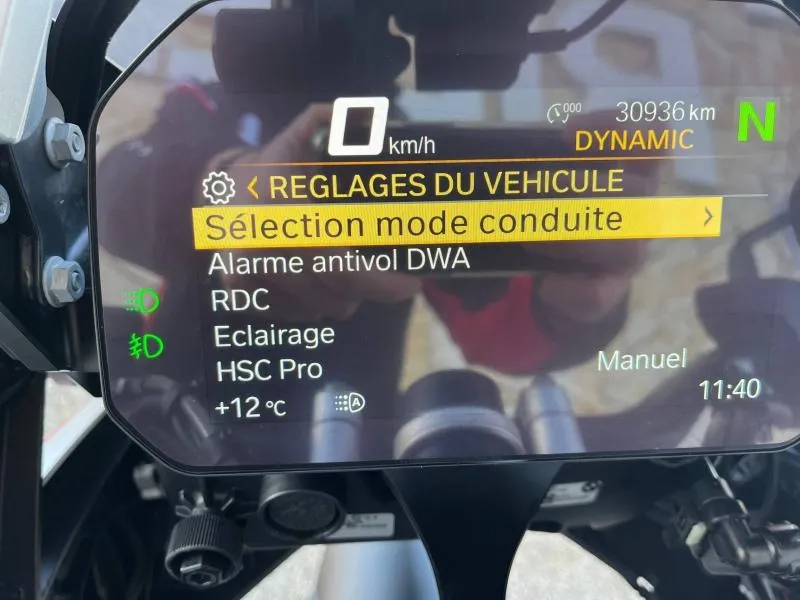 000 30936 km
0 km/h DYNAMIC N
< REGLAGES DU VEHICULE
Sélection mode conduite >
Alarme antivol DWA
RDC
Eclairage
HSC Pro Manuel
+12 °C A 11:40